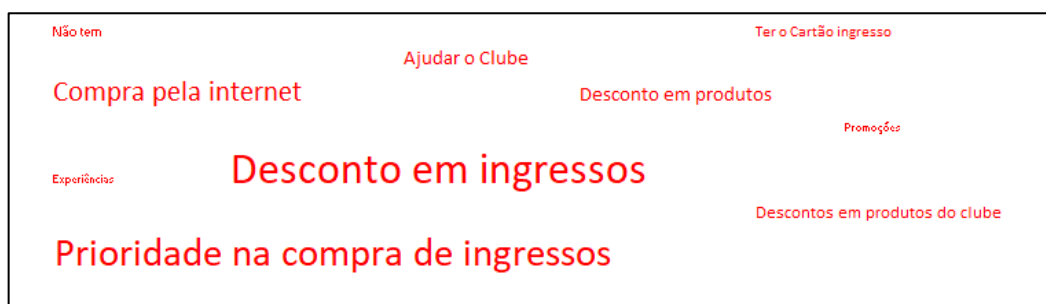 Não tem
Ter o Cartão ingresso
Ajudar o Clube
Compra pela internet
Desconto em produtos
Promoções
Desconto em ingressos
Experiências
Descontos em produtos do clube
Prioridade na compra de ingressos